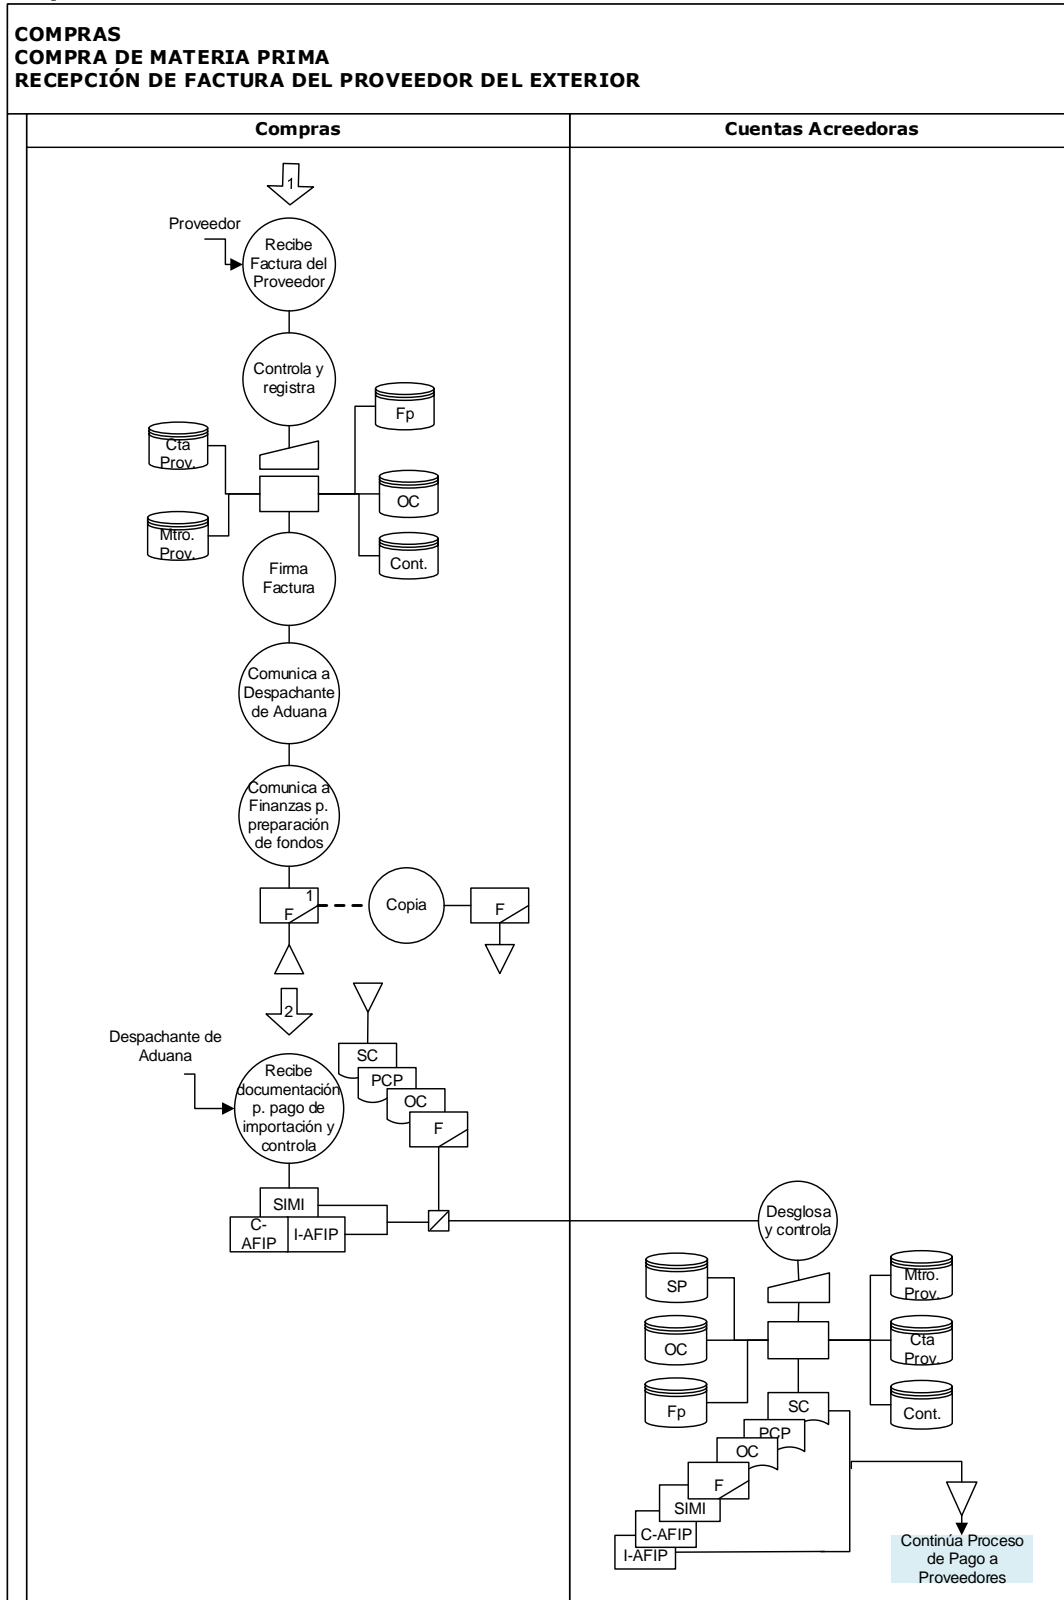 COMPRAS
COMPRA DE MATERIA PRIMA
RECEPCIÓN DE FACTURA DEL PROVEEDOR DEL EXTERIOR
Compras
Cuentas Acreedoras
1
Proveedor
Recibe
Factura del
Proveedor
Controla y
registra
Fp
Cta
Prov.
OC
Mtro.
Prov.
Cont.
Firma
Factura
Comunica a
Despachante
de Aduana
Comunica a
Finanzas p.
preparación
de fondos
1
F
Copia
F
2
Despachante de
Aduana
Recibe
documentación
p. pago de
importación y
controla
SC
PCP
OC
F
SIMI
C-
AFIP
I-AFIP
Desglosa
y controla
SP
Mtro.
Prov.
OC
Cta
Prov.
Fp
Cont.
SC
PCP
OC
F
SIMI
C-AFIP
I-AFIP
Continúa Proceso
de Pago a
Proveedores